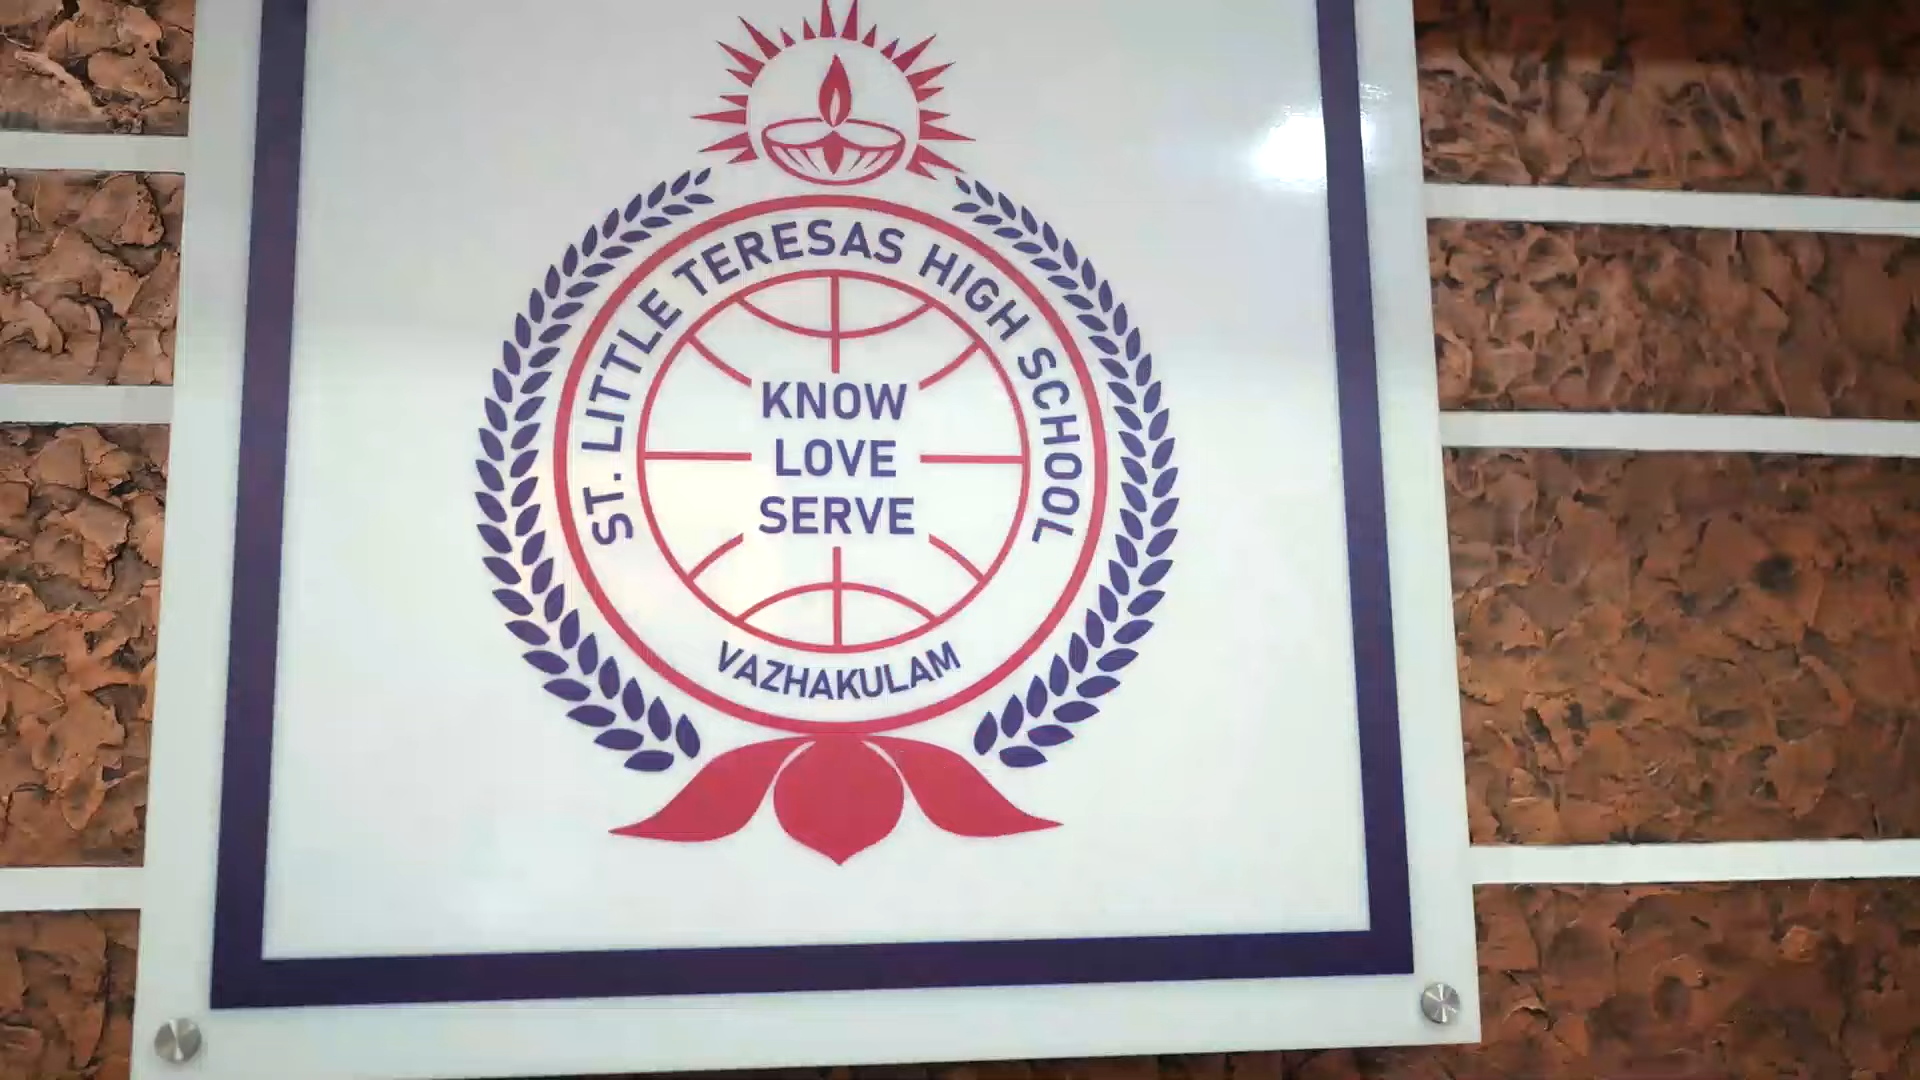 ST. LITTLE TERESAS HIGH SCHOOL
KNOW
LOVE
SERVE
VAZHAKULAM